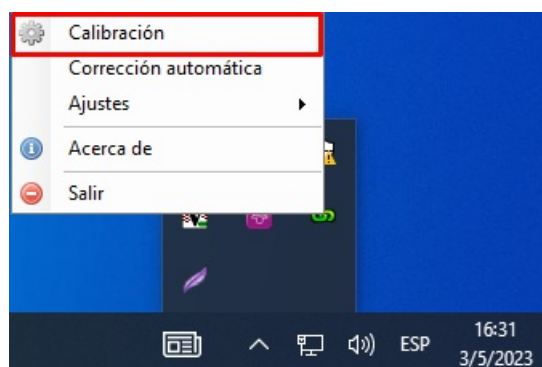 Calibración
Corrección automática
Ajustes
Acerca de
Salir
ESP
16:31
3/5/2023